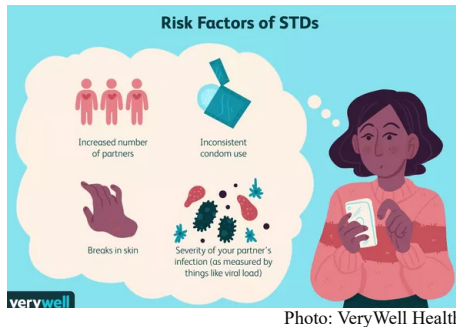 Risk Factors of STDs
Increased number
of partners
Inconsistent
condom use
Breaks in skin
Severity of your partner's
infection (as measured by
things like viral load)
verywell
Photo: VeryWell Health